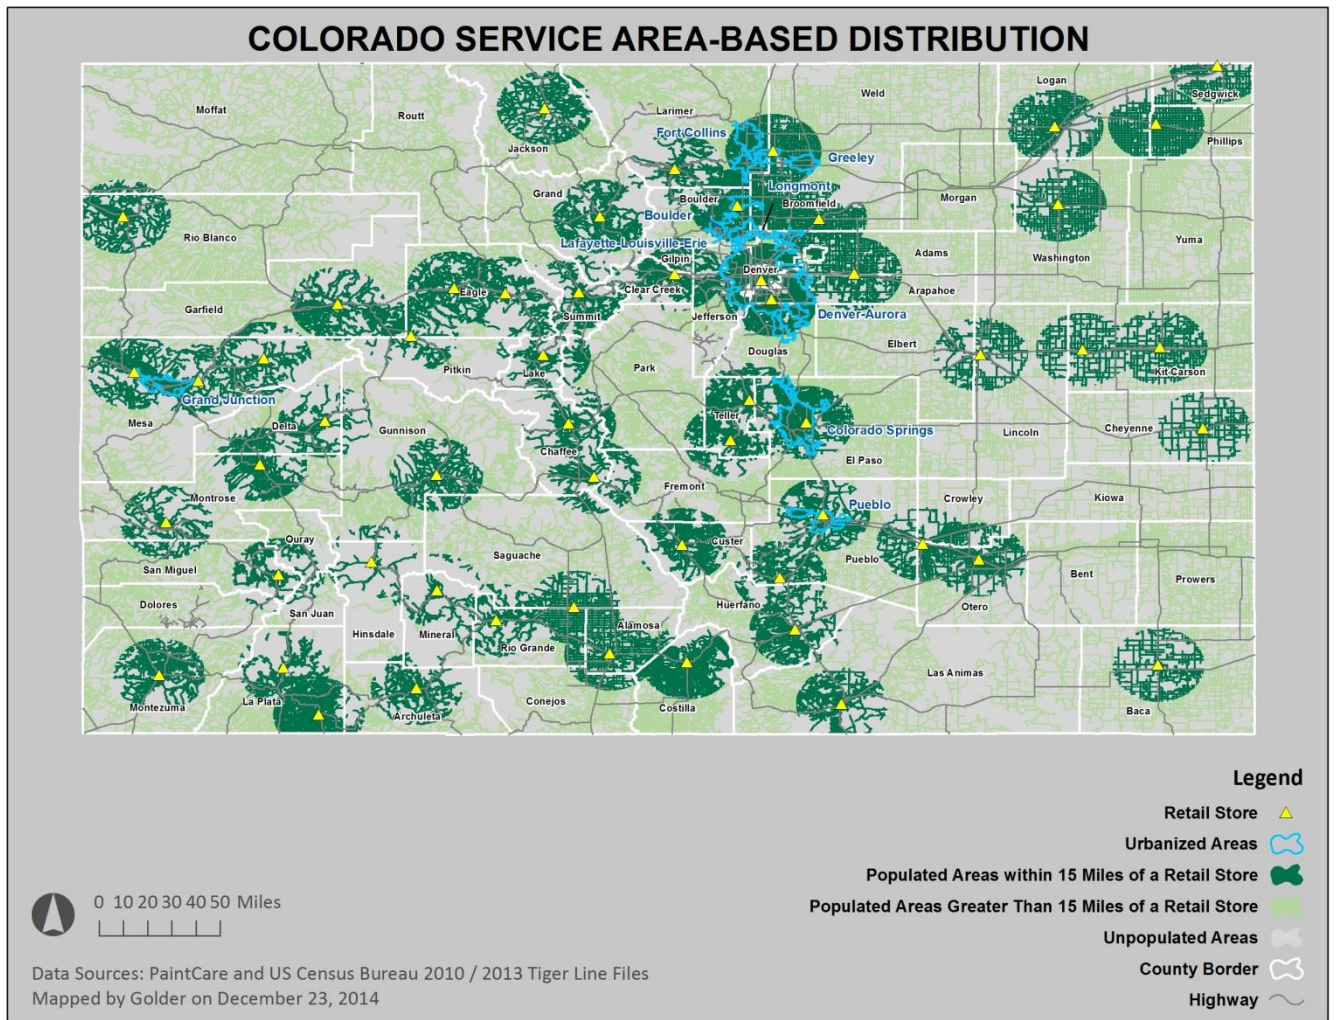 COLORADO SERVICE AREA-BASED DISTRIBUTION
Logan
Sedgwick
Moffat
Routt
Larimer
Weld
Fort Collins
Jackson
Phillips
Greeley
Grand
Longmont
Boulder
Broomfield
Morgan
Boulder
Rio Blanco
Yuma
Lafayette-Louisville-Erie
Gilpin
Adams
Washington
Denver
Eagle
Clear Creek
Arapahoe
Garfield
Summit
Jefferson
Denver-Aurora
Elbert
Douglas
Park
Pitkin
Lake
Kit Carson
Grand Junction
Teller
Mesa
Delta
Gunnison
Colorado Springs
Lincoln
Cheyenne
Chaffee
El Paso
Fremont
Montrose
Crowley
Kiowa
Pueblo
Ouray
Custer
Saguache
Pueblo
San Miguel
Bent
Prowers
Dolores
Huerfano
Otero
San Juan
Alamosa
Hinsdale
Mineral
Rio Grande
Las Animas
La Plata
Conejos
Montezuma
Costilla
Archuleta
Baca
Legend
Retail Store
Urbanized Areas
Populated Areas within 15 Miles of a Retail Store
Populated Areas Greater Than 15 Miles of a Retail Store
Unpopulated Areas
County Border
Highway
0 10 20 30 40 50 Miles
Data Sources: PaintCare and US Census Bureau 2010 / 2013 Tiger Line Files
Mapped by Golder on December 23, 2014